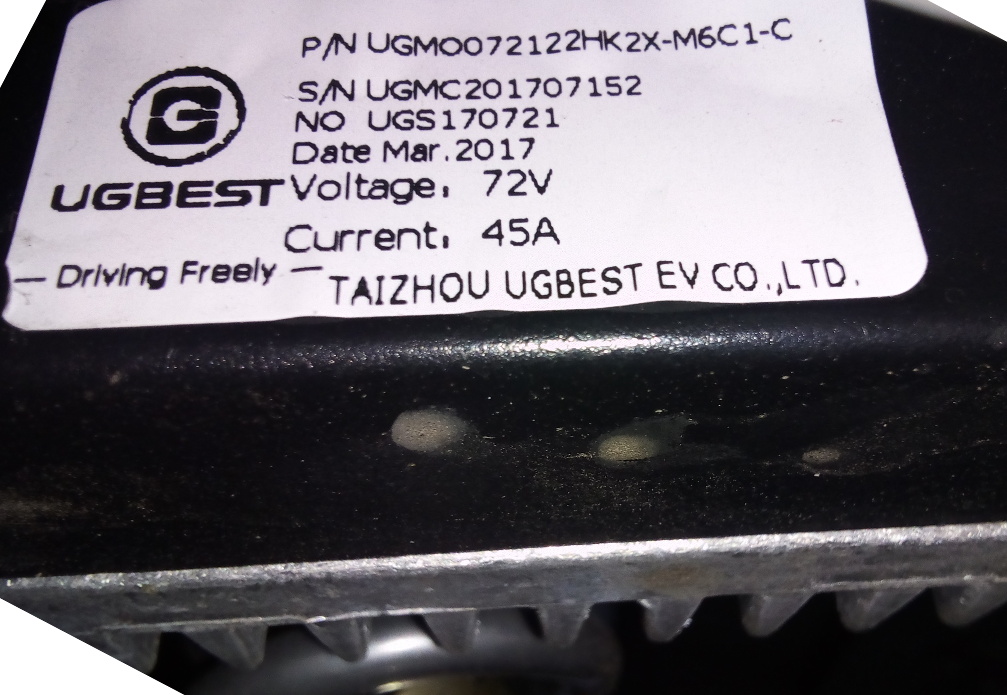 P/N UGMO072122HK2X-M6C1-C
S/N UGMC201707152
NO UGS170721
Date Mar.2017
UGBEST
Voltage: 72V
Current: 45A
— Driving Freely —
TAIZHOU UGBEST EV CO.,LTD.